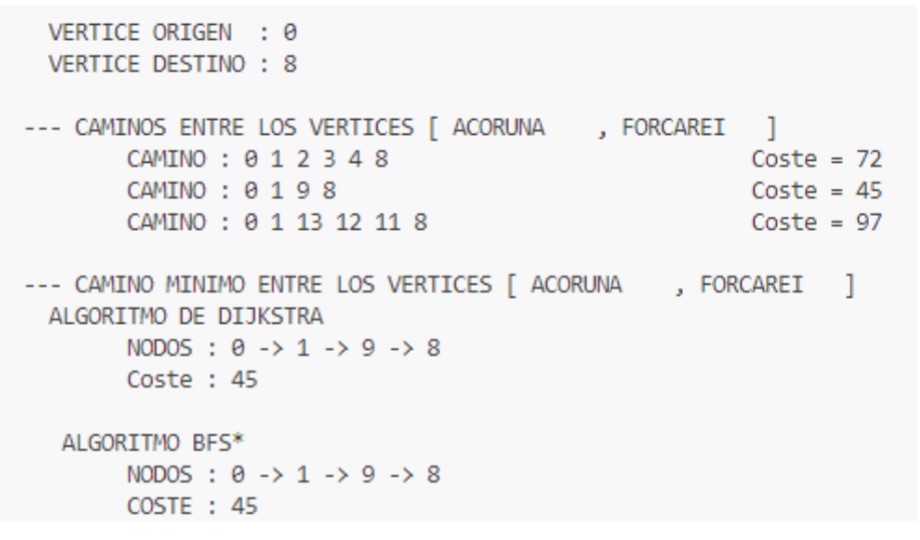 VERTICE ORIGEN : 0
VERTICE DESTINO : 8
--- CAMINOS ENTRE LOS VERTICES [ ACORUNA , FORCAREI ]
CAMINO : 0 1 2 3 4 8 Coste = 72
CAMINO : 0 1 9 8 Coste = 45
CAMINO : 0 1 13 12 11 8 Coste = 97
--- CAMINO MINIMO ENTRE LOS VERTICES [ ACORUNA , FORCAREI ]
ALGORITMO DE DIJKSTRA
NODOS : 0 -> 1 -> 9 -> 8
Coste : 45
ALGORITMO BFS*
NODOS : 0 -> 1 -> 9 -> 8
COSTE : 45